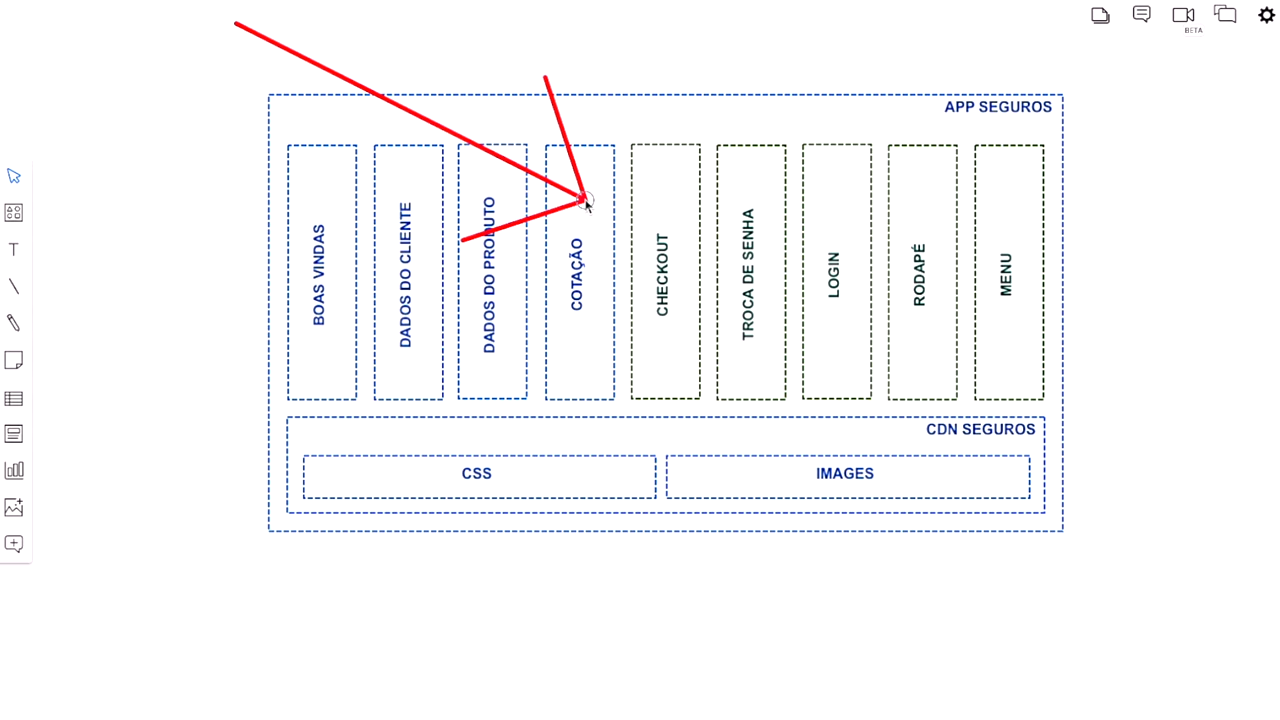 BETA
APP SEGUROS
BOAS VINDAS
DADOS DO CLIENTE
DADOS DO PRODUTO
COTAÇÃO
CHECKOUT
TROCA DE SENHA
LOGIN
RODAPÉ
MENU
CDN SEGUROS
CSS
IMAGES
T